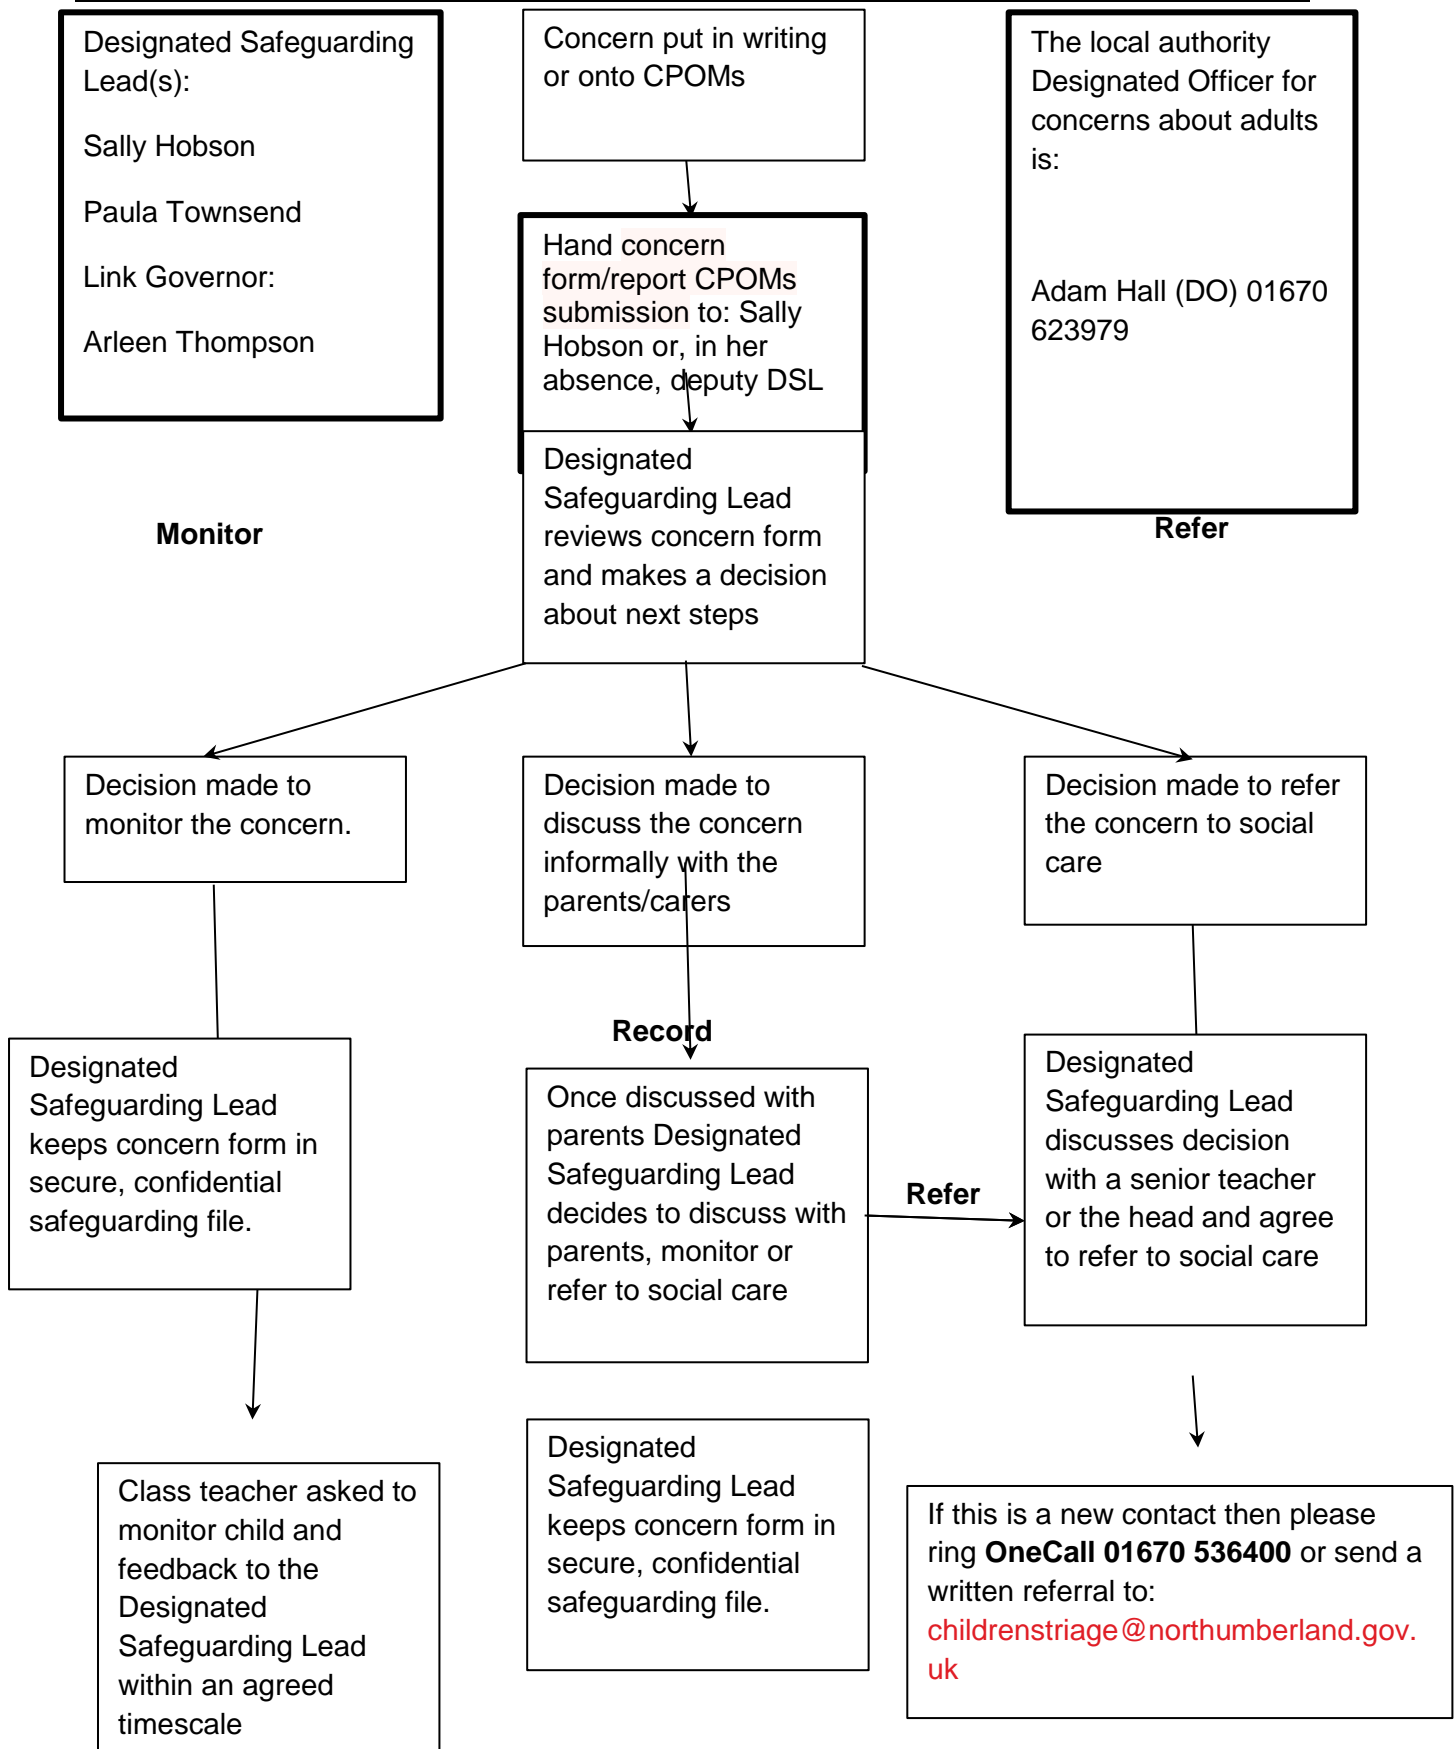 Designated Safeguarding
Lead(s):
Sally Hobson
Paula Townsend
Link Governor:
Arleen Thompson
Concern put in writing
or onto CPOMs
The local authority
Designated Officer for
concerns about adults
is:
Adam Hall (DO) 01670
623979
Hand concern
form/report CPOMs
submission to: Sally
Hobson or, in her
absence, deputy DSL
Designated
Safeguarding Lead
reviews concern form
and makes a decision
about next steps
Monitor
Refer
Decision made to
monitor the concern.
Decision made to
discuss the concern
informally with the
parents/carers
Decision made to refer
the concern to social
care
Record
Designated
Safeguarding Lead
keeps concern form in
secure, confidential
safeguarding file.
Once discussed with
parents Designated
Safeguarding Lead
decides to discuss with
parents, monitor or
refer to social care
Refer
Designated
Safeguarding Lead
discusses decision
with a senior teacher
or the head and agree
to refer to social care
Class teacher asked to
monitor child and
feedback to the
Designated
Safeguarding Lead
within an agreed
timescale
Designated
Safeguarding Lead
keeps concern form in
secure, confidential
safeguarding file.
If this is a new contact then please
ring OneCall 01670 536400 or send a
written referral to:
childrenstriage@northumberland.gov.
uk